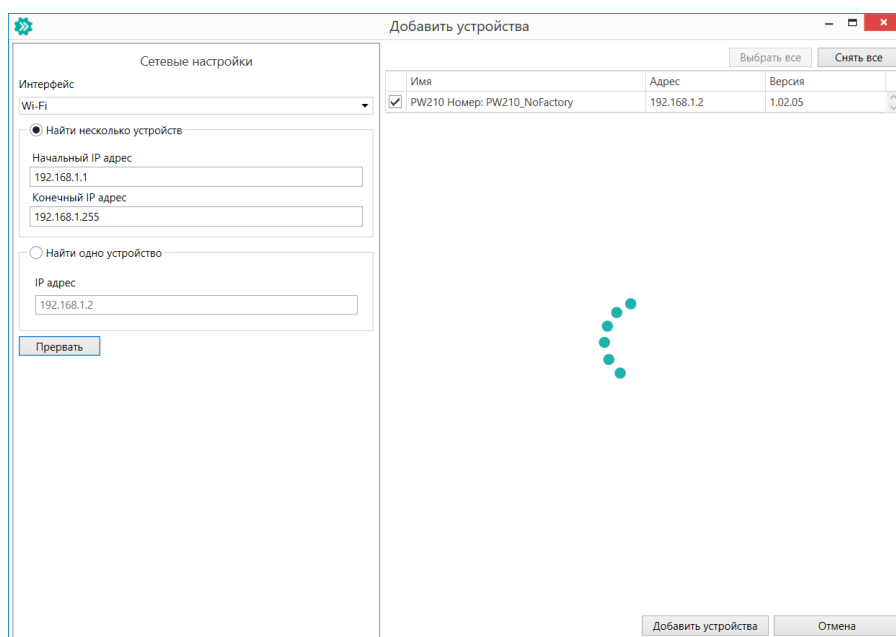 Добавить устройства
Сетевые настройки
Интерфейс
Wi-Fi
Найти несколько устройств
Начальный IP адрес
192.168.1.1
Конечный IP адрес
192.168.1.255
Найти одно устройство
IP адрес
192.168.1.2
Прервать
Выбрать все Снять все
Имя Адрес Версия
PW210 Номер: PW210_NoFactory 192.168.1.2 1.02.05
Добавить устройства Отмена